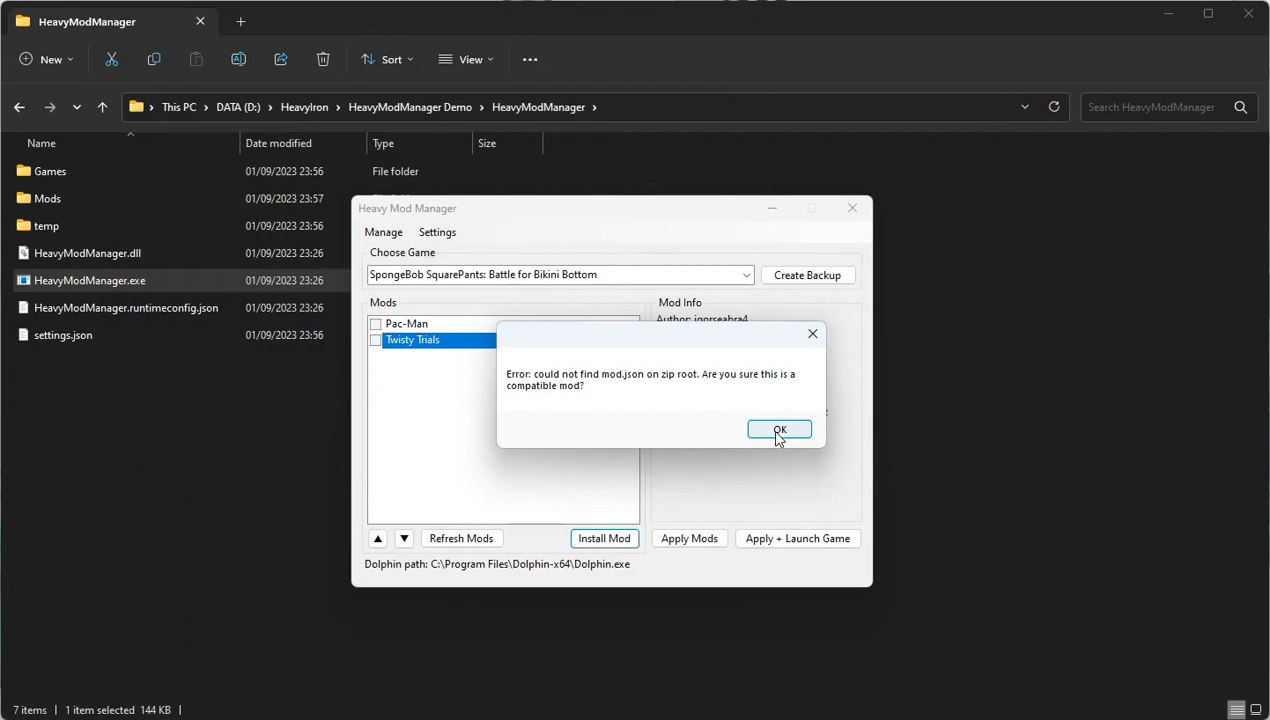 HeavyModManager
New
Sort
View
This PC > DATA (D:) > HeavyIron > HeavyModManager Demo > HeavyModManager >
Search HeavyModManager
Name Date modified Type Size
Games 01/09/2023 23:56 File folder
Mods 01/09/2023 23:57
temp 01/09/2023 23:56
HeavyModManager.dll 01/09/2023 23:26
HeavyModManager.exe 01/09/2023 23:26
HeavyModManager.runtimeconfig.json 01/09/2023 23:26
settings.json 01/09/2023 23:56
Heavy Mod Manager
Manage Settings
Choose Game
SpongeBob SquarePants: Battle for Bikini Bottom
Create Backup
Mods
Pac-Man
Twisty Trials
Mod Info
Error: could not find mod.json on zip root. Are you sure this is a
compatible mod?
OK
Refresh Mods Install Mod Apply Mods Apply + Launch Game
Dolphin path: C:\Program Files\Dolphin-x64\Dolphin.exe
7 items 1 item selected 144 KB